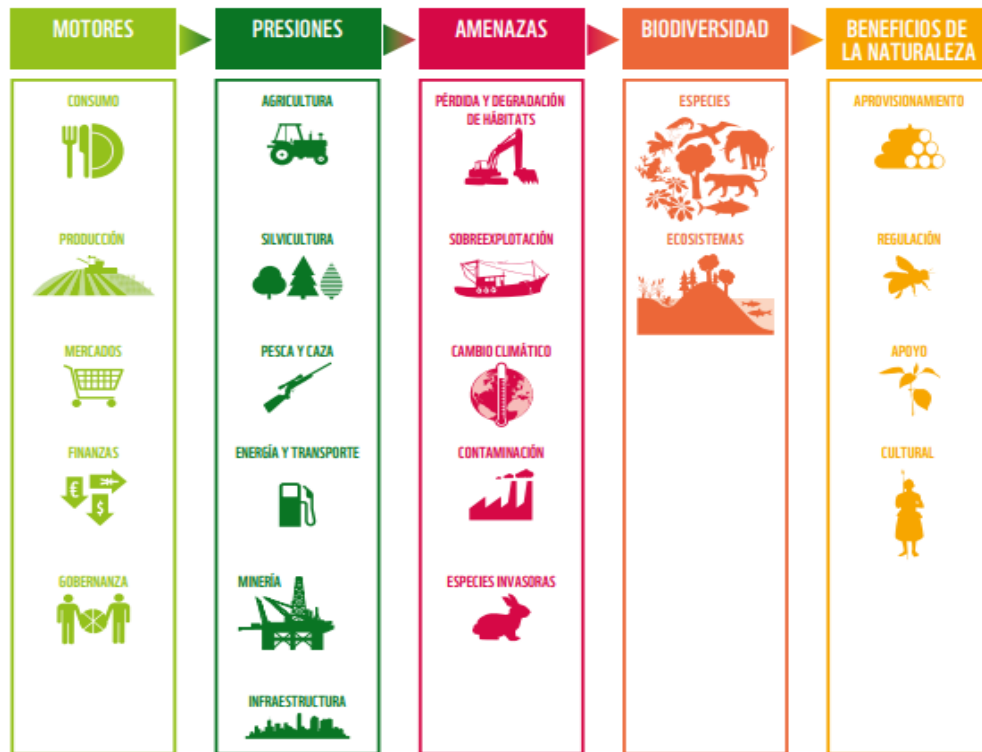 MOTORES
PRESIONES
AMENAZAS
BIODIVERSIDAD
BENEFICIOS DE
LA NATURALEZA
CONSUMO
PRODUCCIÓN
MERCADOS
FINANZAS
€
$
GOBERNANZA
AGRICULTURA
SILVICULTURA
PESCA Y CAZA
ENERGÍA Y TRANSPORTE
MINERÍA
INFRAESTRUCTURA
PÉRDIDA Y DEGRADACIÓN
DE HÁBITATS
SOBREEXPLOTACIÓN
CAMBIO CLIMÁTICO
CONTAMINACIÓN
ESPECIES INVASORAS
ESPECIES
ECOSISTEMAS
APROVISIONAMIENTO
REGULACIÓN
APOYO
CULTURAL